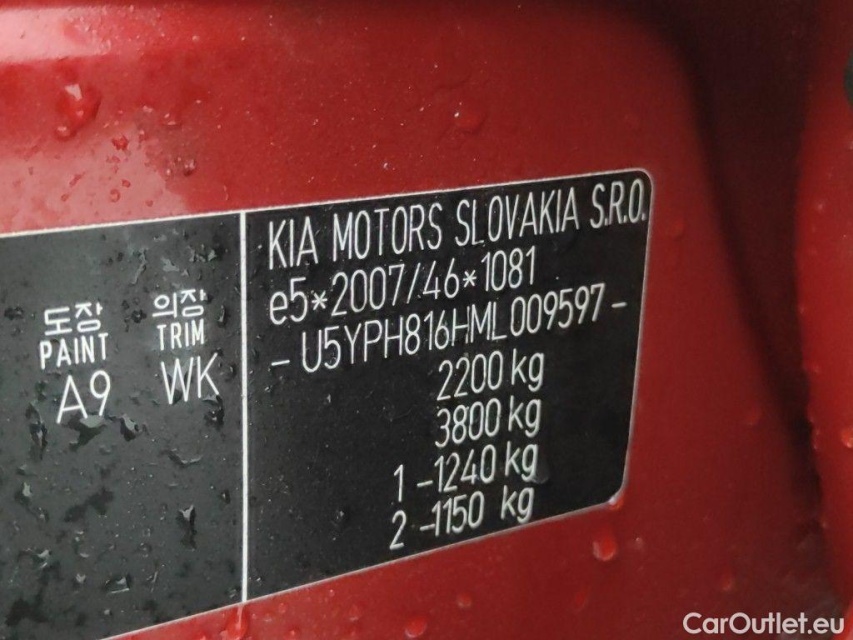 도장 의장
PAINT TRIM
A9 WK
KIA MOTORS SLOVAKIA S.R.O.
e5*2007/46*1081
- U5YPH816HML009597 -
2200 kg
3800 kg
1 -1240 kg
2 -1150 kg
CarOutlet.eu